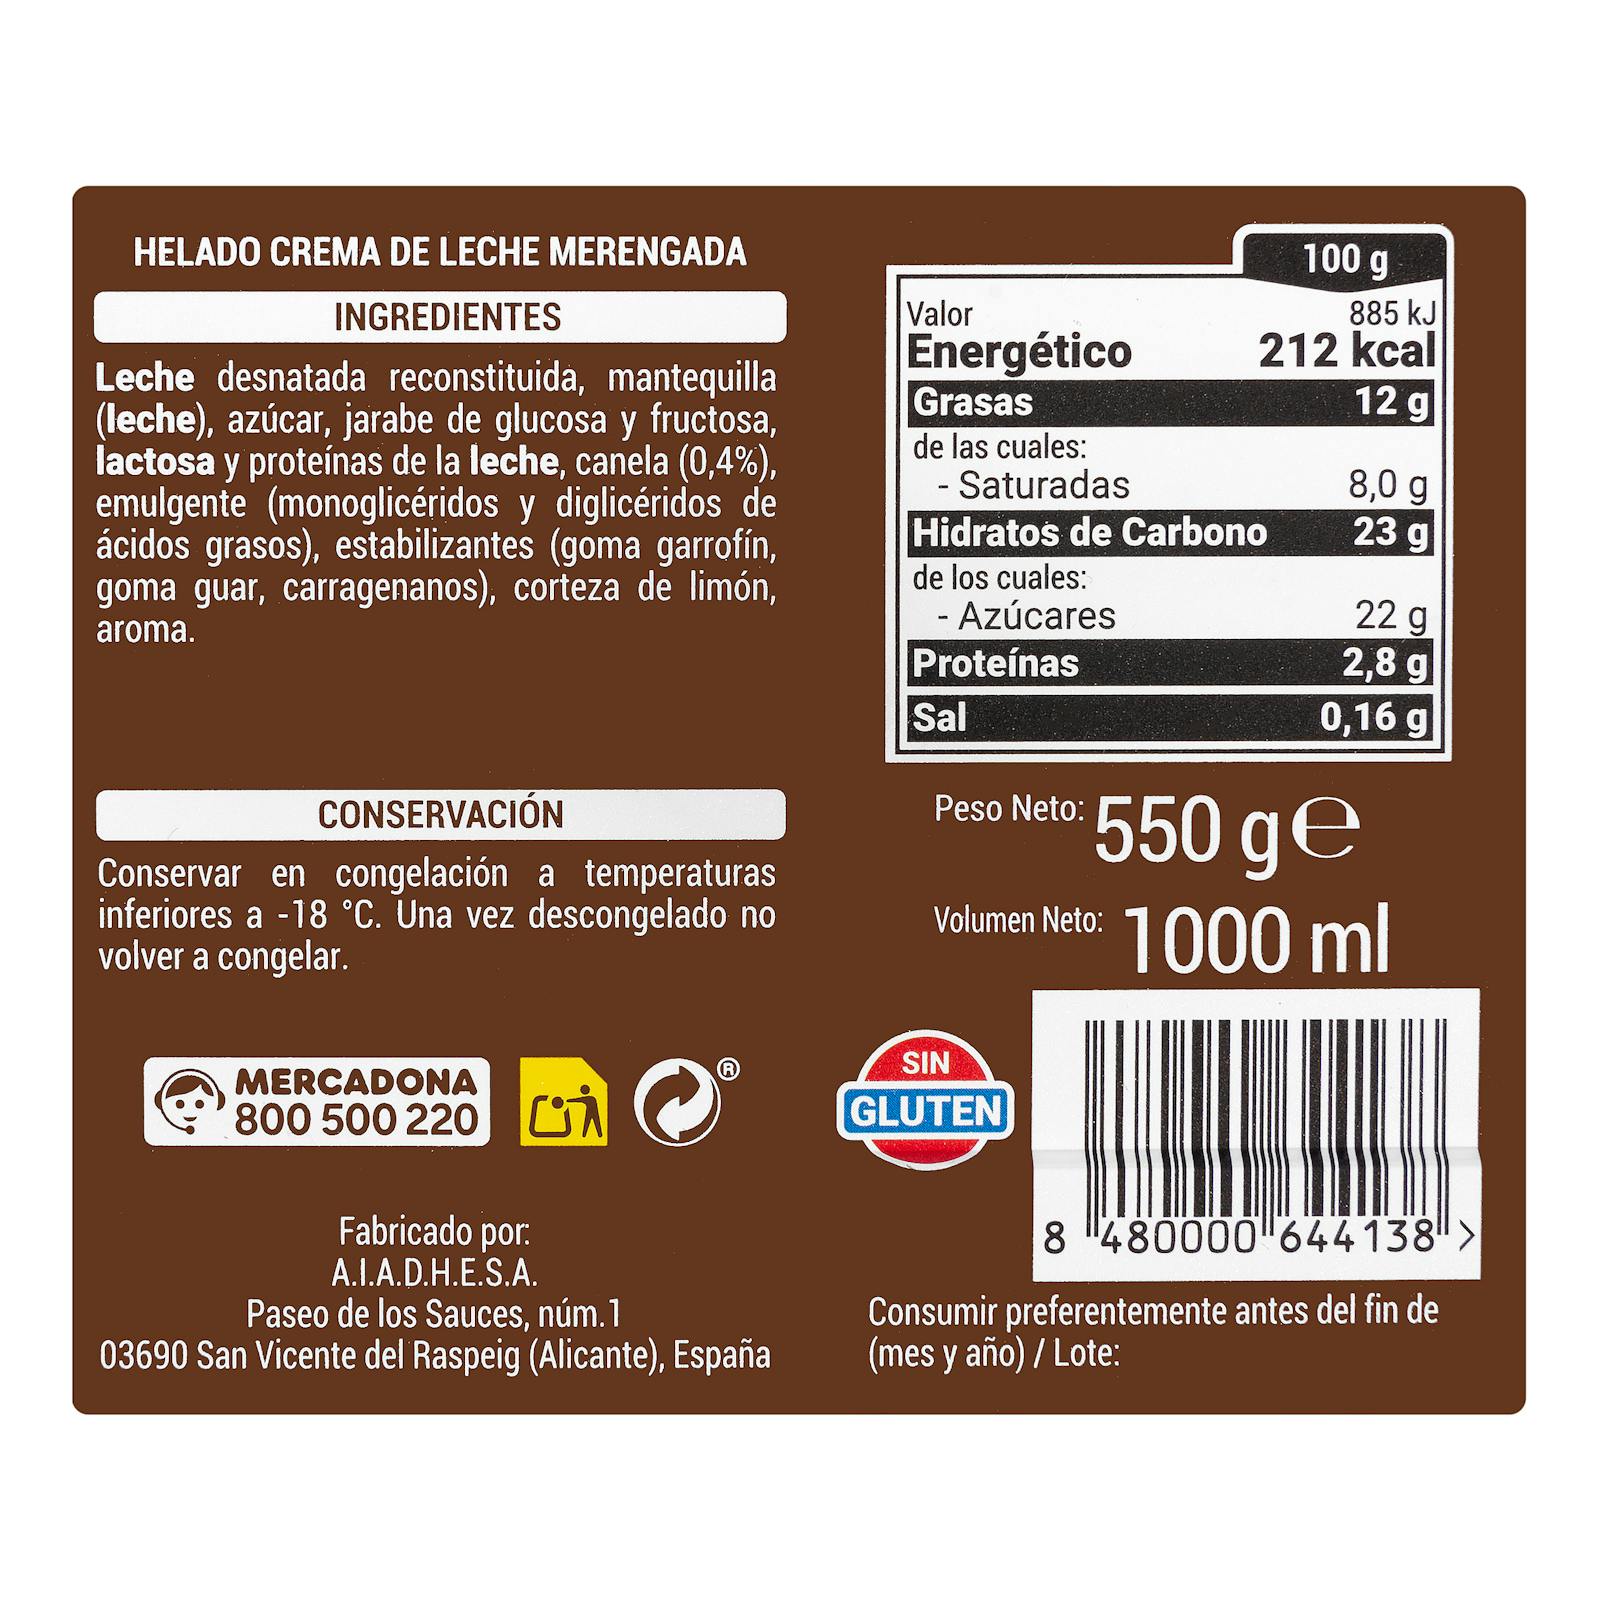 HELADO CREMA DE LECHE MERENGADA
INGREDIENTES
Leche desnatada reconstituida, mantequilla
(leche), azúcar, jarabe de glucosa y fructosa,
lactosa y proteínas de la leche, canela (0,4%),
emulgente (monoglicéridos y diglicéridos de
ácidos grasos), estabilizantes (goma garrofín,
goma guar, carragenanos), corteza de limón,
aroma.
CONSERVACIÓN
Conservar en congelación a temperaturas
inferiores a -18 °C. Una vez descongelado no
volver a congelar.
MERCADONA
800 500 220
®
Fabricado por:
A.I.A.D.H.E.S.A.
Paseo de los Sauces, núm.1
03690 San Vicente del Raspeig (Alicante), España
100 g
Valor 885 kJ
Energético 212 kcal
Grasas 12 g
de las cuales:
- Saturadas 8,0 g
Hidratos de Carbono 23 g
de los cuales:
- Azúcares 22 g
Proteínas 2,8 g
Sal 0,16 g
Peso Neto: 550 g ℮
Volumen Neto: 1000 ml
SIN
GLUTEN
8 480000 644138 >
Consumir preferentemente antes del fin de
(mes y año) / Lote: